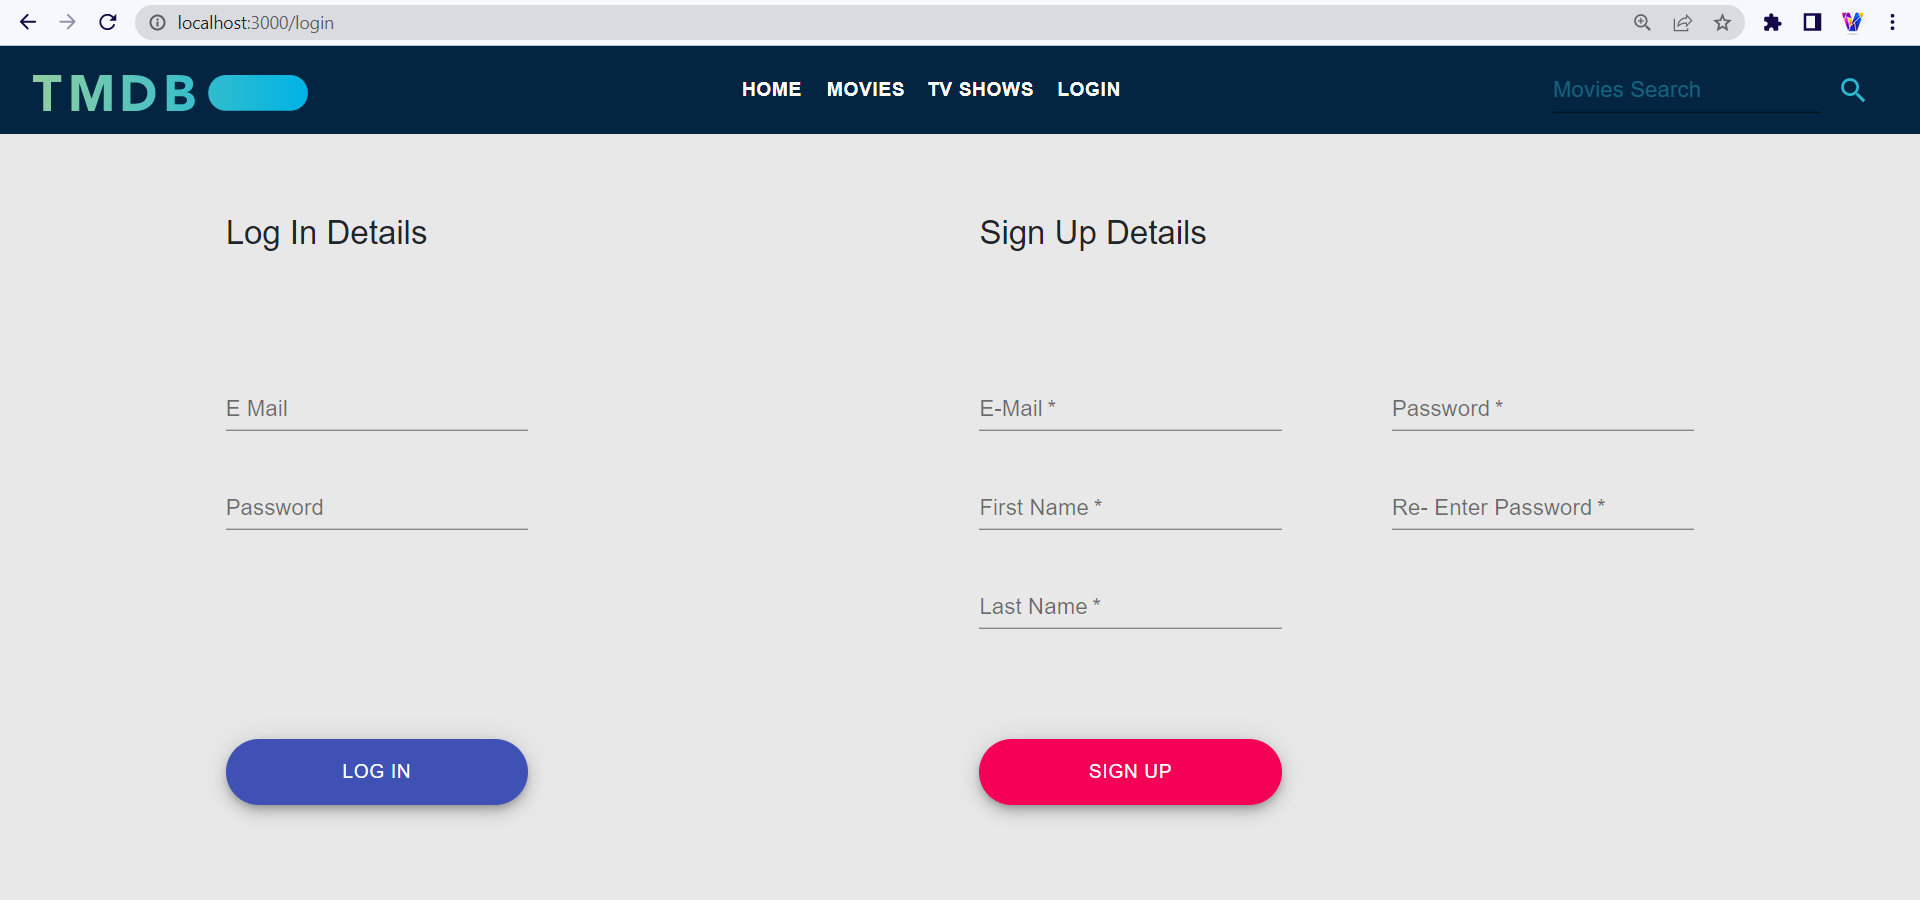 localhost:3000/login
TMDB HOME MOVIES TV SHOWS LOGIN Movies Search
Log In Details
E Mail
Password
LOG IN
Sign Up Details
E-Mail * Password *
First Name * Re- Enter Password *
Last Name *
SIGN UP